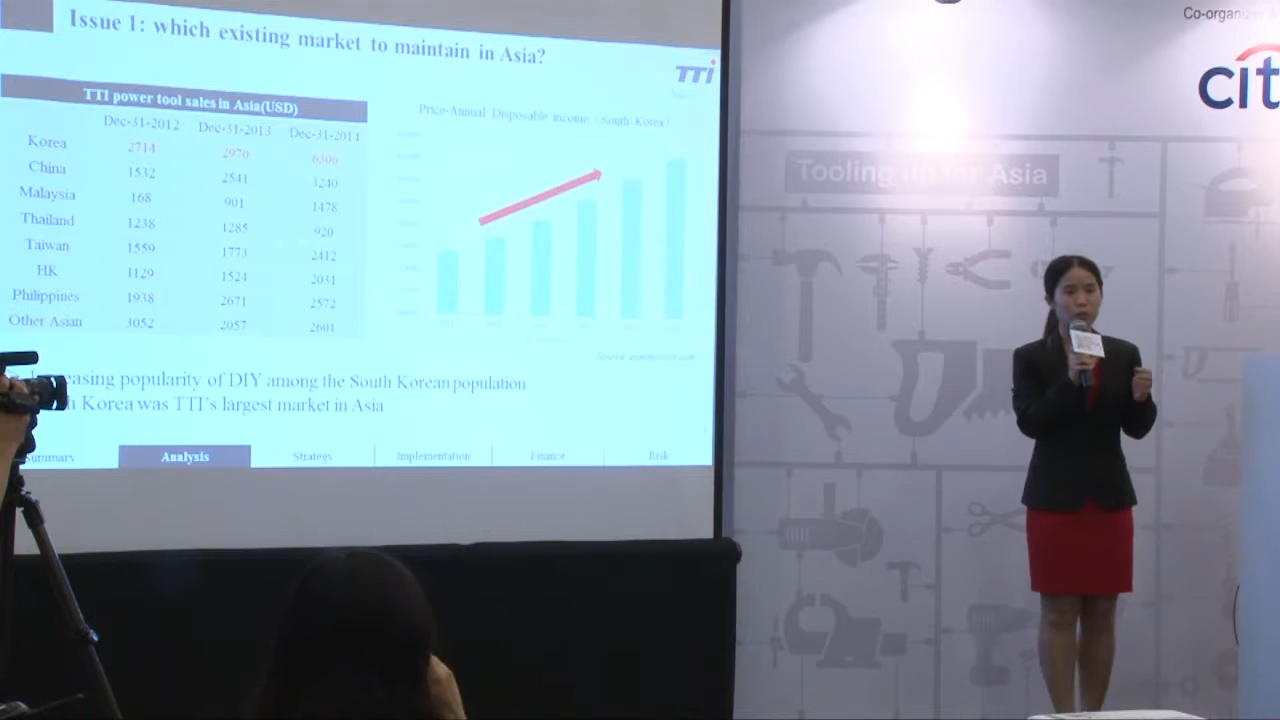 Issue 1: which existing market to maintain in Asia?
TTI
TTI power tool sales in Asia(USD)
Dec-31-2012 Dec-31-2013 Dec-31-2014
Korea 2714 2970 6306
China 1532 2541 3240
Malaysia 168 901 1478
Thailand 1238 1285 920
Taiwan 1559 1773 2412
HK 1129 1524 2031
Philippines 1938 2671 2572
Other Asian 3052 2057 2601
Price-Annual Disposable income (South Korea)
Source:
popularity of DIY among the South Korean population
Korea was TTI's largest market in Asia
Analysis Strategy Implementation Finance Risk
Co-organizer
cit
Tooling up for Asia